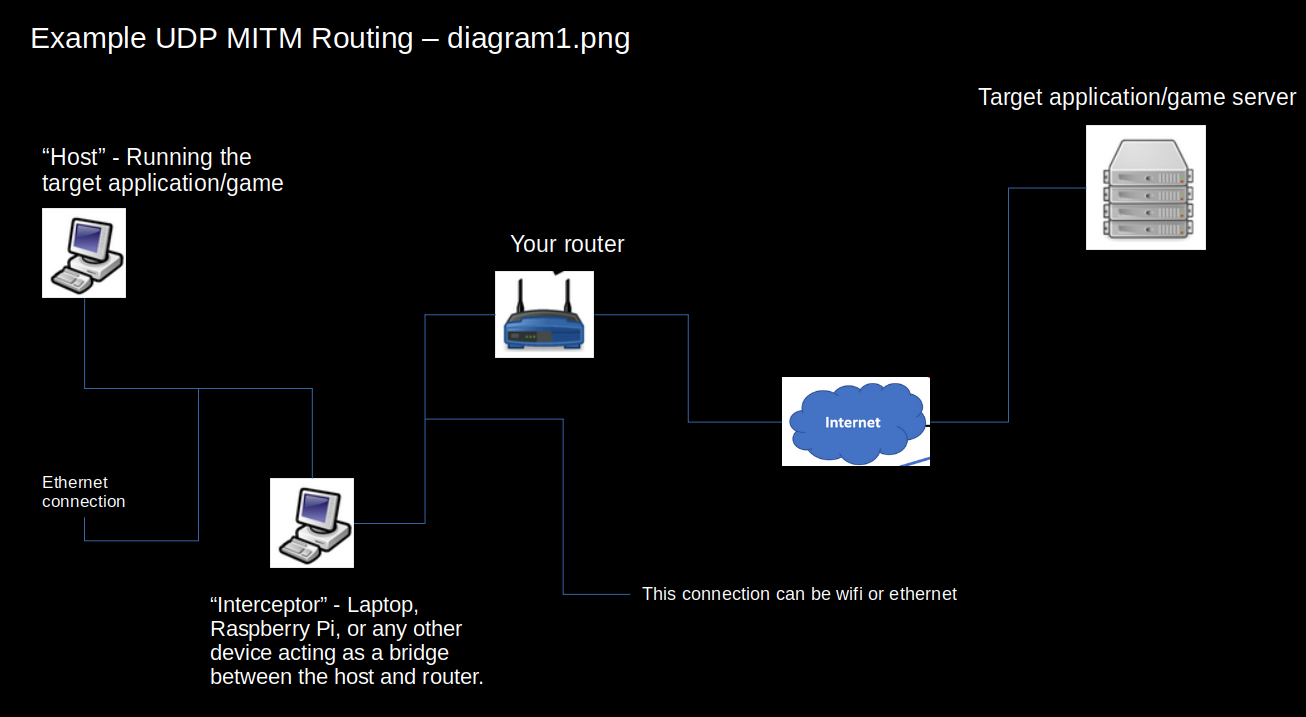 Example UDP MITM Routing – diagram1.png
Target application/game server
“Host” - Running the
target application/game
Your router
Internet
Ethernet
connection
This connection can be wifi or ethernet
“Interceptor” - Laptop,
Raspberry Pi, or any other
device acting as a bridge
between the host and router.